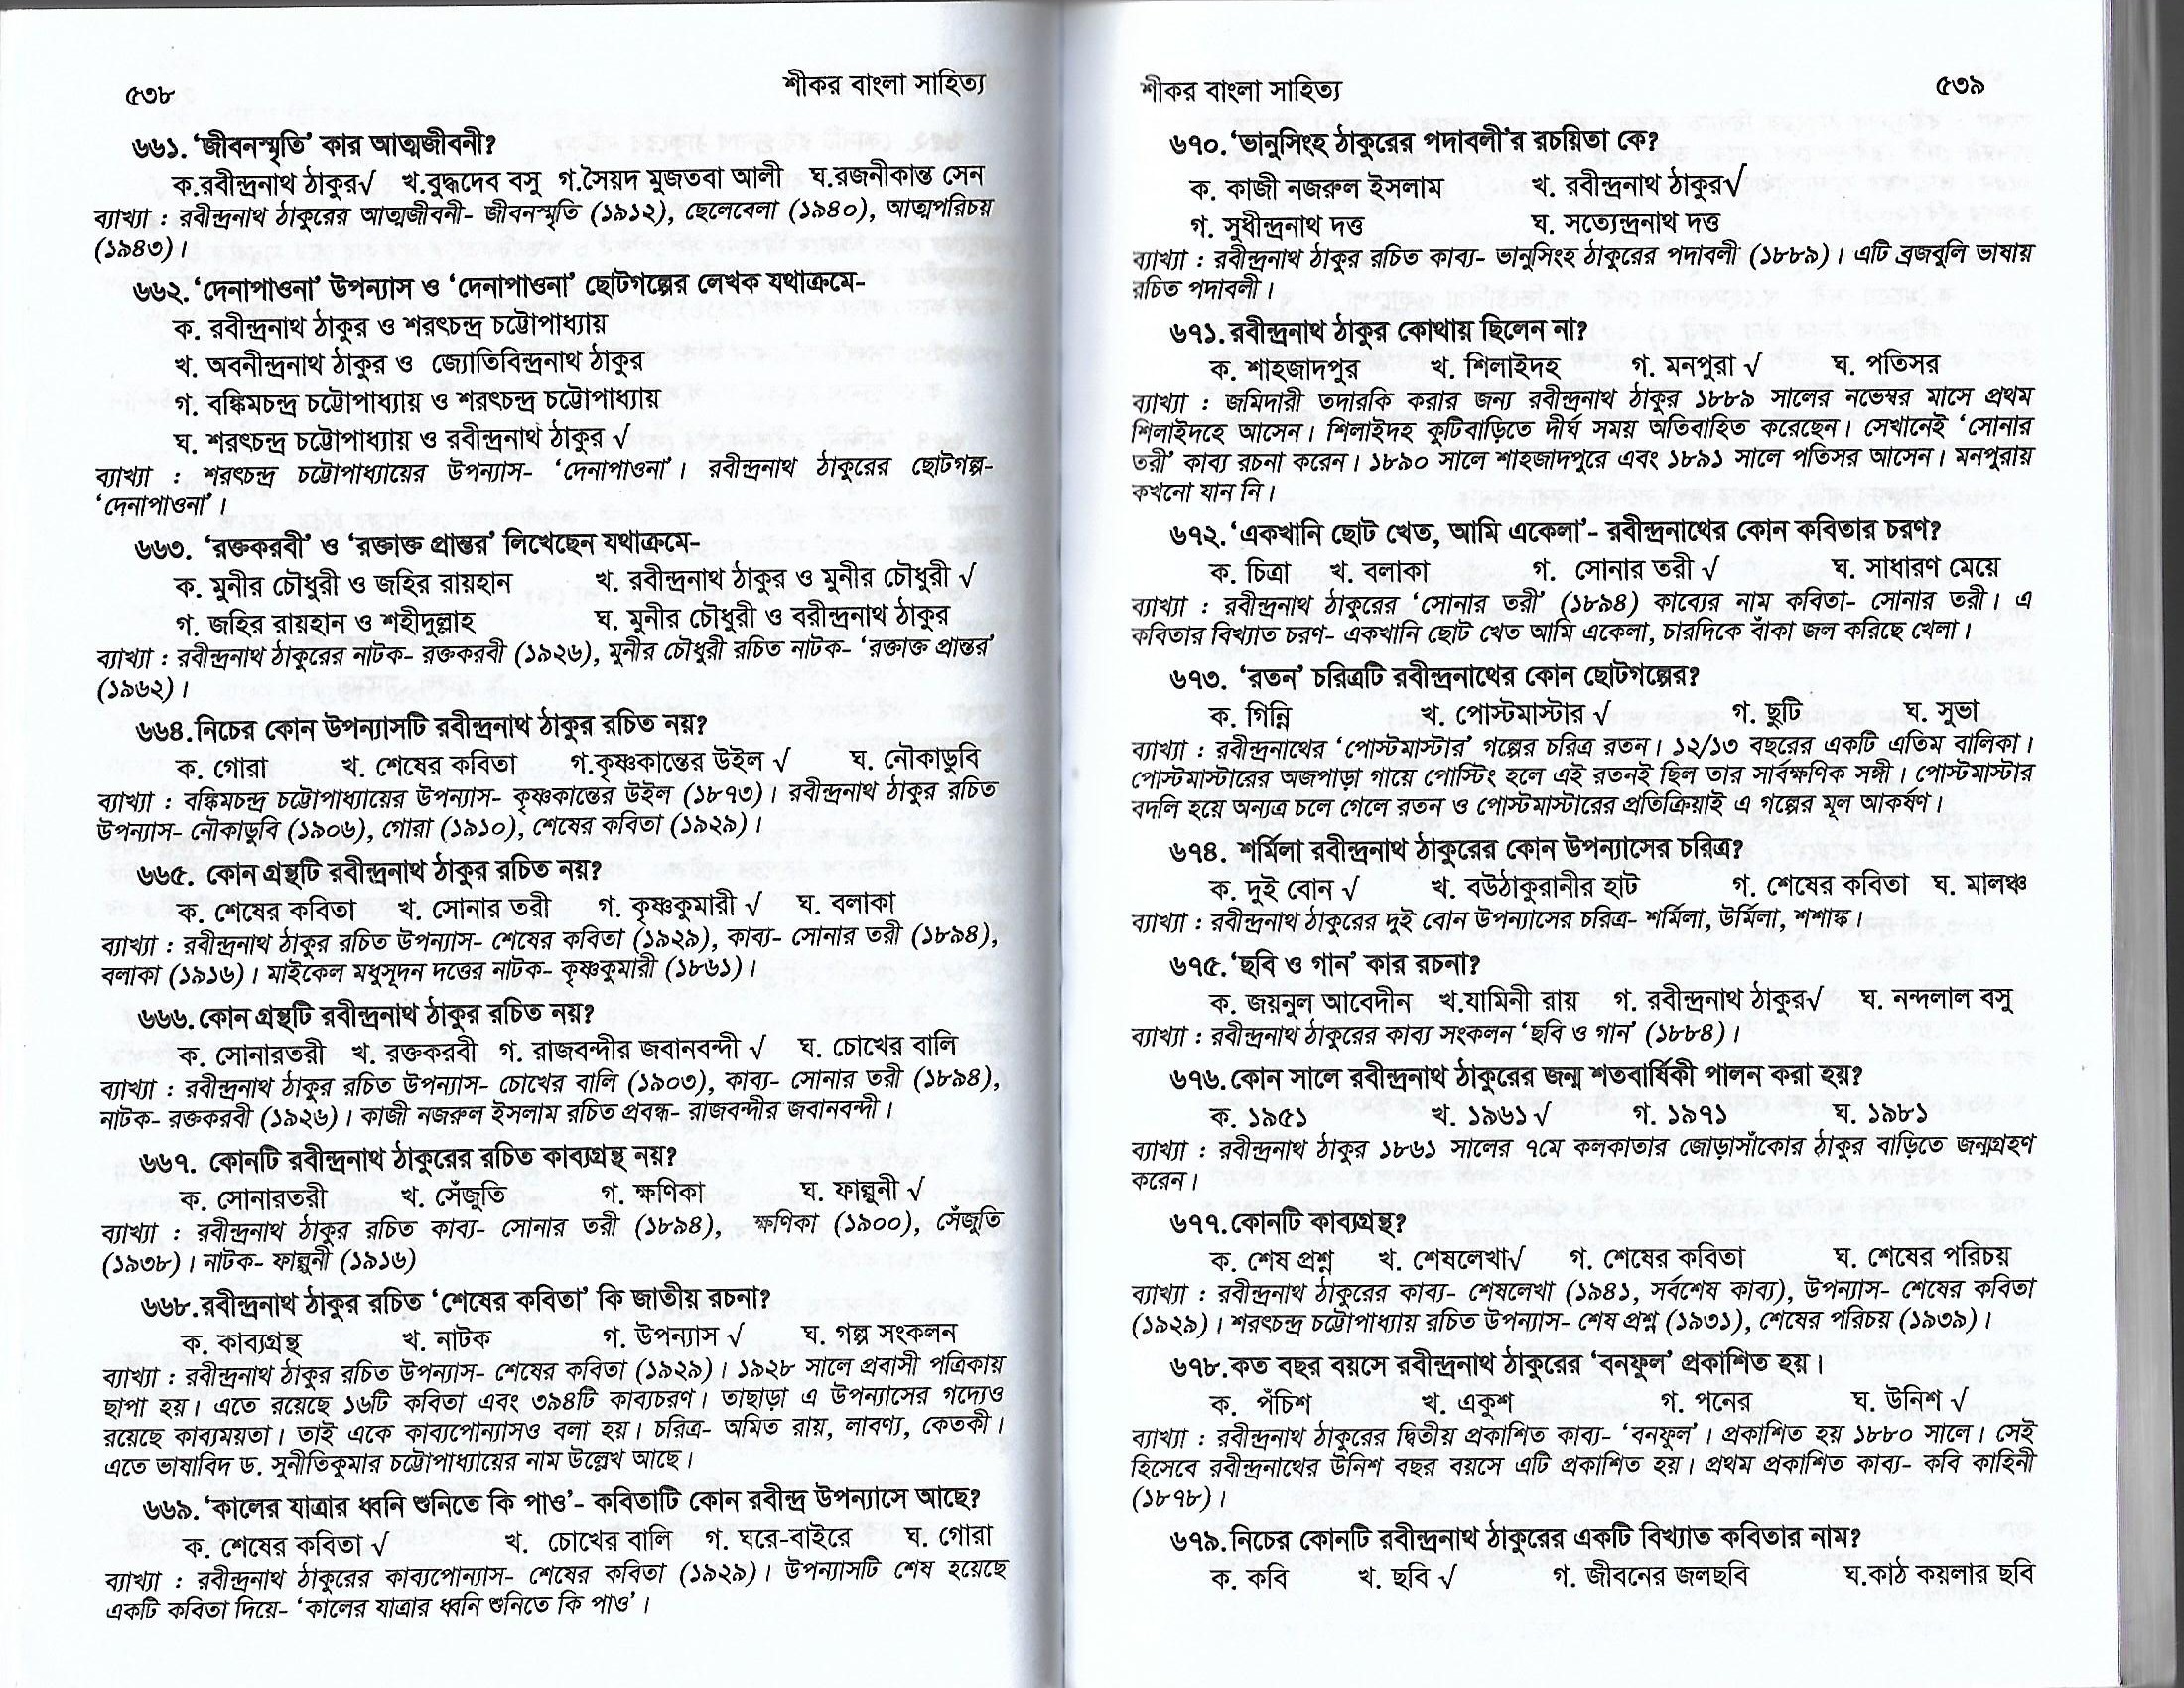 ৫৩৮
শীকর বাংলা সাহিত্য
৬৬১. ‘জীবনস্মৃতি’ কার আত্মজীবনী?
ক.রবীন্দ্রনাথ ঠাকুর√ খ.বুদ্ধদেব বসু গ.সৈয়দ মুজতবা আলী ঘ.রজনীকান্ত সেন
ব্যাখ্যা : রবীন্দ্রনাথ ঠাকুরের আত্মজীবনী- জীবনস্মৃতি (১৯১২), ছেলেবেলা (১৯৪০), আত্মপরিচয়
(১৯৪৩)।
৬৬২. ‘দেনাপাওনা’ উপন্যাস ও ‘দেনাপাওনা’ ছোটগল্পের লেখক যথাক্রমে-
ক. রবীন্দ্রনাথ ঠাকুর ও শরৎচন্দ্র চট্টোপাধ্যায়
খ. অবনীন্দ্রনাথ ঠাকুর ও জ্যোতিবিন্দ্রনাথ ঠাকুর
গ. বঙ্কিমচন্দ্র চট্টোপাধ্যায় ও শরৎচন্দ্র চট্টোপাধ্যায়
ঘ. শরৎচন্দ্র চট্টোপাধ্যায় ও রবীন্দ্রনাথ ঠাকুর √
ব্যাখ্যা : শরৎচন্দ্র চট্টোপাধ্যায়ের উপন্যাস- ‘দেনাপাওনা’। রবীন্দ্রনাথ ঠাকুরের ছোটগল্প-
‘দেনাপাওনা’।
৬৬৩. ‘রক্তকরবী’ ও ‘রক্তাক্ত প্রান্তর’ লিখেছেন যথাক্রমে-
ক. মুনীর চৌধুরী ও জহির রায়হান খ. রবীন্দ্রনাথ ঠাকুর ও মুনীর চৌধুরী √
গ. জহির রায়হান ও শহীদুল্লাহ ঘ. মুনীর চৌধুরী ও বরীন্দ্রনাথ ঠাকুর
ব্যাখ্যা : রবীন্দ্রনাথ ঠাকুরের নাটক- রক্তকরবী (১৯২৬), মুনীর চৌধুরী রচিত নাটক- ‘রক্তাক্ত প্রান্তর’
(১৯৬২)।
৬৬৪. নিচের কোন উপন্যাসটি রবীন্দ্রনাথ ঠাকুর রচিত নয়?
ক. গোরা খ. শেষের কবিতা গ.কৃষ্ণকান্তের উইল √ ঘ. নৌকাডুবি
ব্যাখ্যা : বঙ্কিমচন্দ্র চট্টোপাধ্যায়ের উপন্যাস- কৃষ্ণকান্তের উইল (১৮৭৩)। রবীন্দ্রনাথ ঠাকুর রচিত
উপন্যাস- নৌকাডুবি (১৯০৬), গোরা (১৯১০), শেষের কবিতা (১৯২৯)।
৬৬৫. কোন গ্রন্থটি রবীন্দ্রনাথ ঠাকুর রচিত নয়?
ক. শেষের কবিতা খ. সোনার তরী গ. কৃষ্ণকুমারী √ ঘ. বলাকা
ব্যাখ্যা : রবীন্দ্রনাথ ঠাকুর রচিত উপন্যাস- শেষের কবিতা (১৯২৯), কাব্য- সোনার তরী (১৮৯৪),
বলাকা (১৯১৬)। মাইকেল মধুসূদন দত্তের নাটক- কৃষ্ণকুমারী (১৮৬১)।
৬৬৬. কোন গ্রন্থটি রবীন্দ্রনাথ ঠাকুর রচিত নয়?
ক. সোনারতরী খ. রক্তকরবী গ. রাজবন্দীর জবানবন্দী √ ঘ. চোখের বালি
ব্যাখ্যা : রবীন্দ্রনাথ ঠাকুর রচিত উপন্যাস- চোখের বালি (১৯০৩), কাব্য- সোনার তরী (১৮৯৪),
নাটক- রক্তকরবী (১৯২৬)। কাজী নজরুল ইসলাম রচিত প্রবন্ধ- রাজবন্দীর জবানবন্দী।
৬৬৭. কোনটি রবীন্দ্রনাথ ঠাকুরের রচিত কাব্যগ্রন্থ নয়?
ক. সোনারতরী খ. সেঁজুতি গ. ক্ষণিকা ঘ. ফাল্গুনী √
ব্যাখ্যা : রবীন্দ্রনাথ ঠাকুর রচিত কাব্য- সোনার তরী (১৮৯৪), ক্ষণিকা (১৯০০), সেঁজুতি
(১৯৩৮)। নাটক- ফাল্গুনী (১৯১৬)
৬৬৮. রবীন্দ্রনাথ ঠাকুর রচিত ‘শেষের কবিতা’ কি জাতীয় রচনা?
ক. কাব্যগ্রন্থ খ. নাটক গ. উপন্যাস √ ঘ. গল্প সংকলন
ব্যাখ্যা : রবীন্দ্রনাথ ঠাকুর রচিত উপন্যাস- শেষের কবিতা (১৯২৯)। ১৯২৮ সালে প্রবাসী পত্রিকায়
ছাপা হয়। এতে রয়েছে ১৬টি কবিতা এবং ৩৯৪টি কাব্যচরণ। তাছাড়া এ উপন্যাসের গদ্যেও
রয়েছে কাব্যময়তা। তাই একে কাব্যপোন্যাসও বলা হয়। চরিত্র- অমিত রায়, লাবণ্য, কেতকী।
এতে ভাষাবিদ ড. সুনীতিকুমার চট্টোপাধ্যায়ের নাম উল্লেখ আছে।
৬৬৯. ‘কালের যাত্রার ধ্বনি শুনিতে কি পাও’- কবিতাটি কোন রবীন্দ্র উপন্যাসে আছে?
ক. শেষের কবিতা √ খ. চোখের বালি গ. ঘরে-বাইরে ঘ. গোরা
ব্যাখ্যা : রবীন্দ্রনাথ ঠাকুরের কাব্যপোন্যাস- শেষের কবিতা (১৯২৯)। উপন্যাসটি শেষ হয়েছে
একটি কবিতা দিয়ে- ‘কালের যাত্রার ধ্বনি শুনিতে কি পাও’।
শীকর বাংলা সাহিত্য
৫৩৯
৬৭০. ‘ভানুসিংহ ঠাকুরের পদাবলী’র রচয়িতা কে?
ক. কাজী নজরুল ইসলাম খ. রবীন্দ্রনাথ ঠাকুর√
গ. সুধীন্দ্রনাথ দত্ত ঘ. সত্যেন্দ্রনাথ দত্ত
ব্যাখ্যা : রবীন্দ্রনাথ ঠাকুর রচিত কাব্য- ভানুসিংহ ঠাকুরের পদাবলী (১৮৮৯)। এটি ব্রজবুলি ভাষায়
রচিত পদাবলী।
৬৭১. রবীন্দ্রনাথ ঠাকুর কোথায় ছিলেন না?
ক. শাহজাদপুর খ. শিলাইদহ গ. মনপুরা √ ঘ. পতিসর
ব্যাখ্যা : জমিদারী তদারকি করার জন্য রবীন্দ্রনাথ ঠাকুর ১৮৮৯ সালের নভেম্বর মাসে প্রথম
শিলাইদহে আসেন। শিলাইদহ কুটিবাড়িতে দীর্ঘ সময় অতিবাহিত করেছেন। সেখানেই ‘সোনার
তরী’ কাব্য রচনা করেন। ১৮৯০ সালে শাহজাদপুরে এবং ১৮৯১ সালে পতিসর আসেন। মনপুরায়
কখনো যান নি।
৬৭২. ‘একখানি ছোট খেত, আমি একেলা’- রবীন্দ্রনাথের কোন কবিতার চরণ?
ক. চিত্রা খ. বলাকা গ. সোনার তরী √ ঘ. সাধারণ মেয়ে
ব্যাখ্যা : রবীন্দ্রনাথ ঠাকুরের ‘সোনার তরী’ (১৮৯৪) কাব্যের নাম কবিতা- সোনার তরী। এ
কবিতার বিখ্যাত চরণ- একখানি ছোট খেত আমি একেলা, চারদিকে বাঁকা জল করিছে খেলা।
৬৭৩. ‘রতন’ চরিত্রটি রবীন্দ্রনাথের কোন ছোটগল্পের?
ক. গিন্নি খ. পোস্টমাস্টার √ গ. ছুটি ঘ. সুভা
ব্যাখ্যা : রবীন্দ্রনাথের ‘পোস্টমাস্টার’ গল্পের চরিত্র রতন। ১২/১৩ বছরের একটি এতিম বালিকা।
পোস্টমাস্টারের অজপাড়া গায়ে পোস্টিং হলে এই রতনই ছিল তার সার্বক্ষণিক সঙ্গী। পোস্টমাস্টার
বদলি হয়ে অন্যত্র চলে গেলে রতন ও পোস্টমাস্টারের প্রতিক্রিয়াই এ গল্পের মূল আকর্ষণ।
৬৭৪. শর্মিলা রবীন্দ্রনাথ ঠাকুরের কোন উপন্যাসের চরিত্র?
ক. দুই বোন √ খ. বউঠাকুরানীর হাট গ. শেষের কবিতা ঘ. মালঞ্চ
ব্যাখ্যা : রবীন্দ্রনাথ ঠাকুরের দুই বোন উপন্যাসের চরিত্র- শর্মিলা, উর্মিলা, শশাঙ্ক।
৬৭৫. ‘ছবি ও গান’ কার রচনা?
ক. জয়নুল আবেদীন খ.যামিনী রায় গ. রবীন্দ্রনাথ ঠাকুর√ ঘ. নন্দলাল বসু
ব্যাখ্যা : রবীন্দ্রনাথ ঠাকুরের কাব্য সংকলন ‘ছবি ও গান’ (১৮৮৪)।
৬৭৬. কোন সালে রবীন্দ্রনাথ ঠাকুরের জন্ম শতবার্ষিকী পালন করা হয়?
ক. ১৯৫১ খ. ১৯৬১ √ গ. ১৯৭১ ঘ. ১৯৮১
ব্যাখ্যা : রবীন্দ্রনাথ ঠাকুর ১৮৬১ সালের ৭মে কলকাতার জোড়াসাঁকোর ঠাকুর বাড়িতে জন্মগ্রহণ
করেন।
৬৭৭. কোনটি কাব্যগ্রন্থ?
ক. শেষ প্রশ্ন খ. শেষলেখা√ গ. শেষের কবিতা ঘ. শেষের পরিচয়
ব্যাখ্যা : রবীন্দ্রনাথ ঠাকুরের কাব্য- শেষলেখা (১৯৪১, সর্বশেষ কাব্য), উপন্যাস- শেষের কবিতা
(১৯২৯)। শরৎচন্দ্র চট্টোপাধ্যায় রচিত উপন্যাস- শেষ প্রশ্ন (১৯৩১), শেষের পরিচয় (১৯৩৯)।
৬৭৮. কত বছর বয়সে রবীন্দ্রনাথ ঠাকুরের ‘বনফুল’ প্রকাশিত হয়।
ক. পঁচিশ খ. একুশ গ. পনের ঘ. উনিশ √
ব্যাখ্যা : রবীন্দ্রনাথ ঠাকুরের দ্বিতীয় প্রকাশিত কাব্য- ‘বনফুল’। প্রকাশিত হয় ১৮৮০ সালে। সেই
হিসেবে রবীন্দ্রনাথের উনিশ বছর বয়সে এটি প্রকাশিত হয়। প্রথম প্রকাশিত কাব্য- কবি কাহিনী
(১৮৭৮)।
৬৭৯. নিচের কোনটি রবীন্দ্রনাথ ঠাকুরের একটি বিখ্যাত কবিতার নাম?
ক. কবি খ. ছবি √ গ. জীবনের জলছবি ঘ.কাঠ কয়লার ছবি